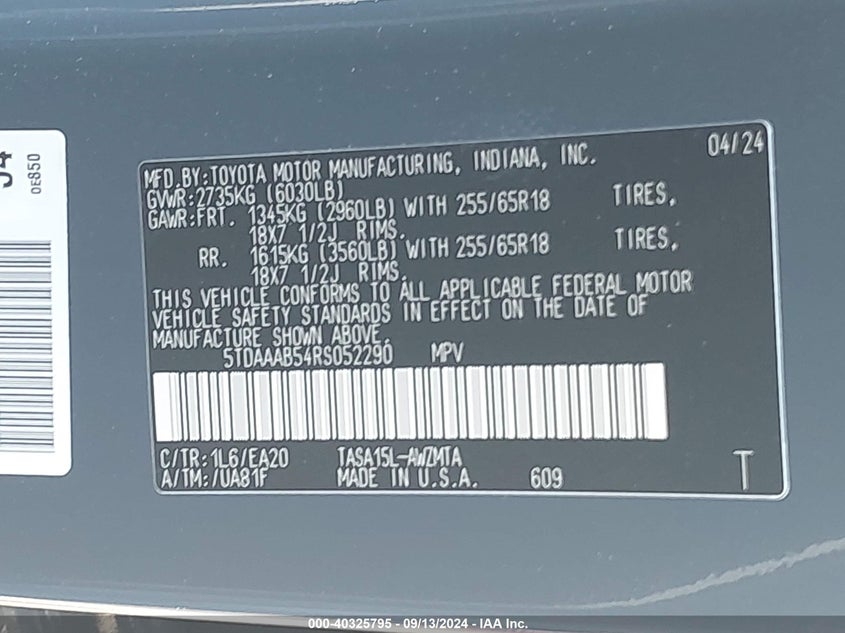 04/24
MFD.BY:TOYOTA MOTOR MANUFACTURING, INDIANA, INC.
GVWR:2735KG (6030LB)
GAWR:FRT. 1345KG (2960LB) WITH 255/65R18 TIRES,
18X7 1/2J RIMS.
RR. 1615KG (3560LB) WITH 255/65R18 TIRES,
18X7 1/2J RIMS.
THIS VEHICLE CONFORMS TO ALL APPLICABLE FEDERAL MOTOR
VEHICLE SAFETY STANDARDS IN EFFECT ON THE DATE OF
MANUFACTURE SHOWN ABOVE.
5TDAAAB54RS052290 MPV
C/TR:1L6/EA20 TASA15L-AWZMTA
A/TM:/UA81F MADE IN U.S.A. 609 T
0E850
000-40325795 - 09/13/2024 - IAA Inc.